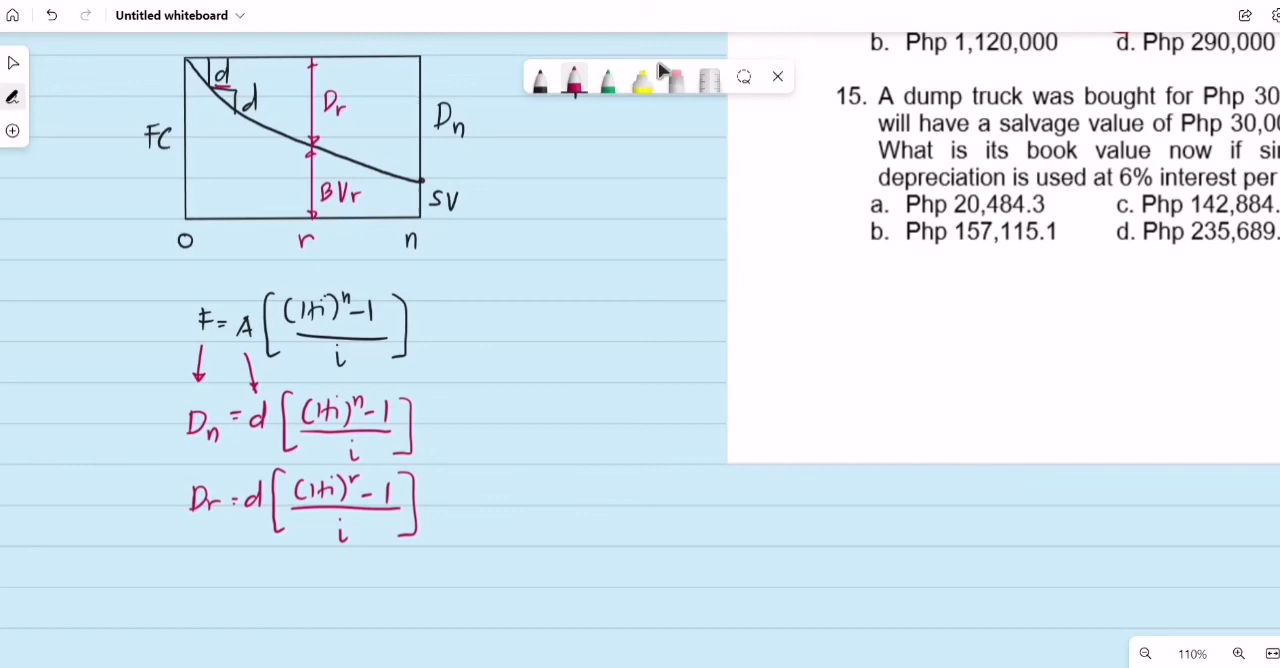 Untitled whiteboard
d
d
Dr
Dn
FC
BVr
SV
0
r
n
F = A [ (1+i)^n - 1 / i ]
Dn = d [ (1+i)^n - 1 / i ]
Dr = d [ (1+i)^r - 1 / i ]
b. Php 1,120,000 d. Php 290,000
15. A dump truck was bought for Php 30
will have a salvage value of Php 30,00
What is its book value now if si
depreciation is used at 6% interest per
a. Php 20,484.3 c. Php 142,884.
b. Php 157,115.1 d. Php 235,689.
110%